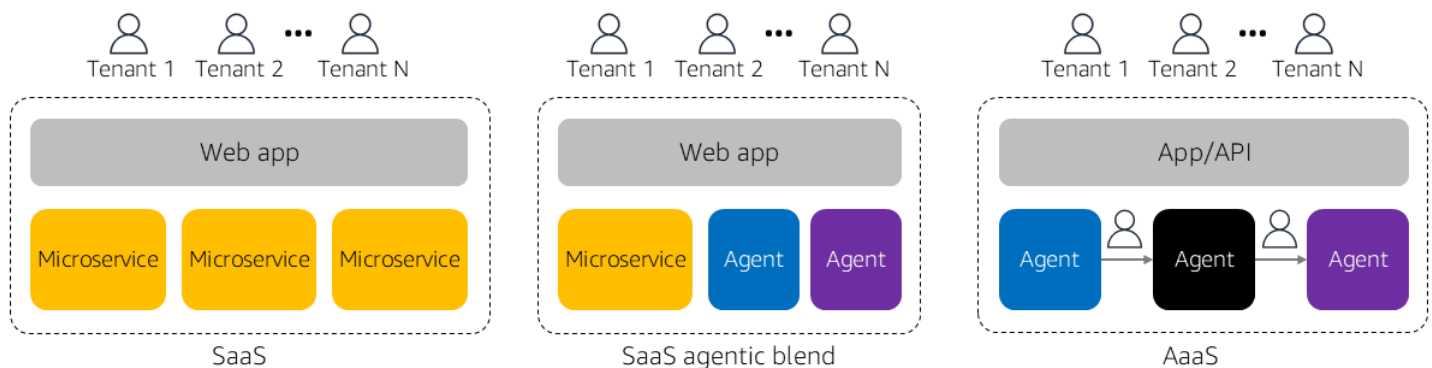 Tenant 1 Tenant 2 ... Tenant N
Web app
Microservice Microservice Microservice
SaaS
Tenant 1 Tenant 2 ... Tenant N
Web app
Microservice Agent Agent
SaaS agentic blend
Tenant 1 Tenant 2 ... Tenant N
App/API
Agent Agent Agent
AaaS